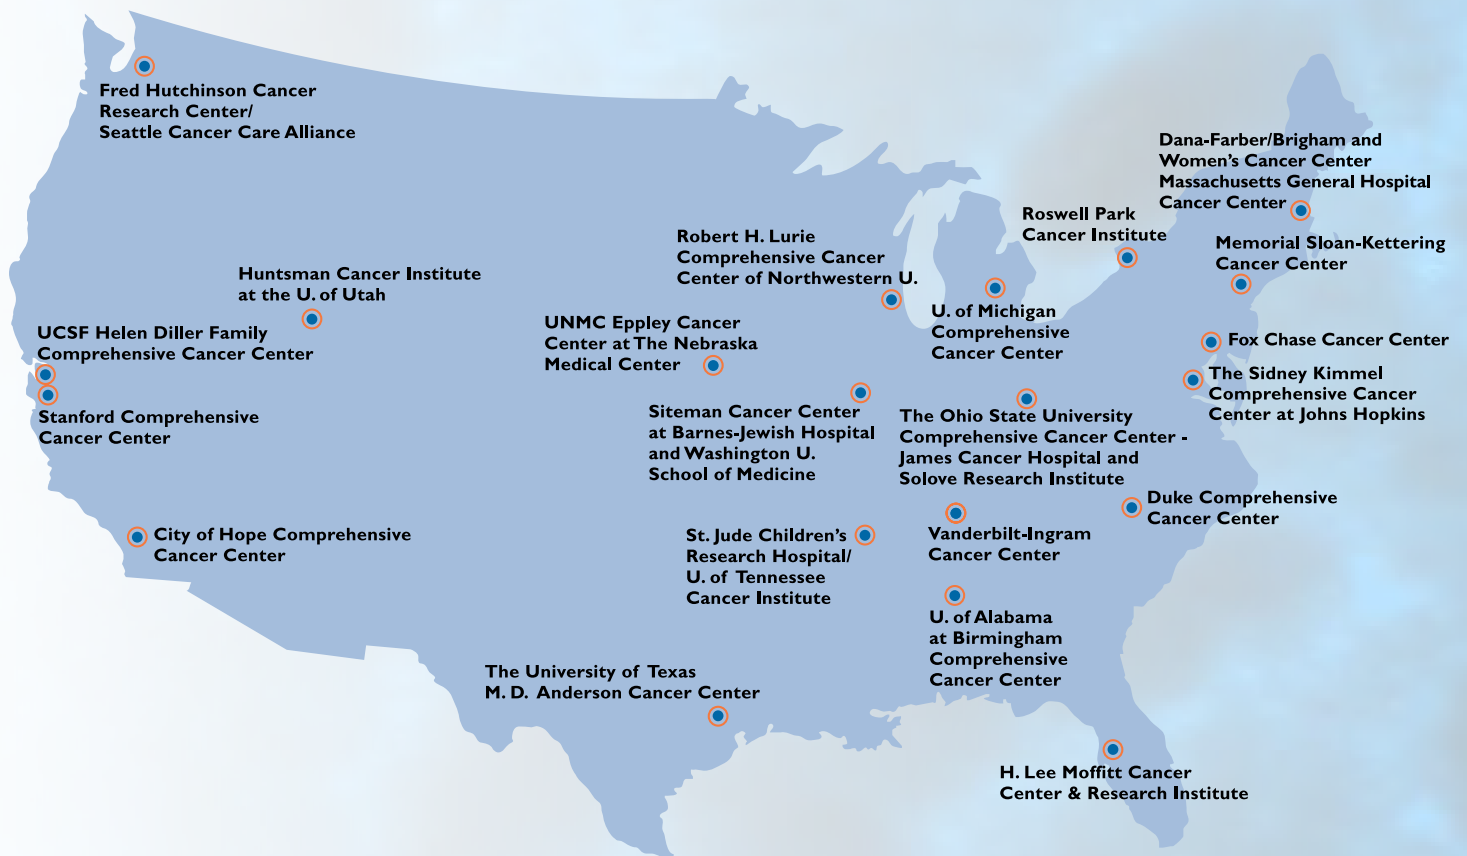 Fred Hutchinson Cancer
Research Center/
Seattle Cancer Care Alliance
Dana-Farber/Brigham and
Women's Cancer Center
Massachusetts General Hospital
Cancer Center
Roswell Park
Cancer Institute
Memorial Sloan-Kettering
Cancer Center
Robert H. Lurie
Comprehensive Cancer
Center of Northwestern U.
Huntsman Cancer Institute
at the U. of Utah
U. of Michigan
Comprehensive
Cancer Center
UNMC Eppley Cancer
Center at The Nebraska
Medical Center
UCSF Helen Diller Family
Comprehensive Cancer Center
Fox Chase Cancer Center
The Sidney Kimmel
Comprehensive Cancer
Center at Johns Hopkins
Stanford Comprehensive
Cancer Center
Siteman Cancer Center
at Barnes-Jewish Hospital
and Washington U.
School of Medicine
The Ohio State University
Comprehensive Cancer Center -
James Cancer Hospital and
Solove Research Institute
Duke Comprehensive
Cancer Center
City of Hope Comprehensive
Cancer Center
St. Jude Children's
Research Hospital/
U. of Tennessee
Cancer Institute
Vanderbilt-Ingram
Cancer Center
U. of Alabama
at Birmingham
Comprehensive
Cancer Center
The University of Texas
M. D. Anderson Cancer Center
H. Lee Moffitt Cancer
Center & Research Institute